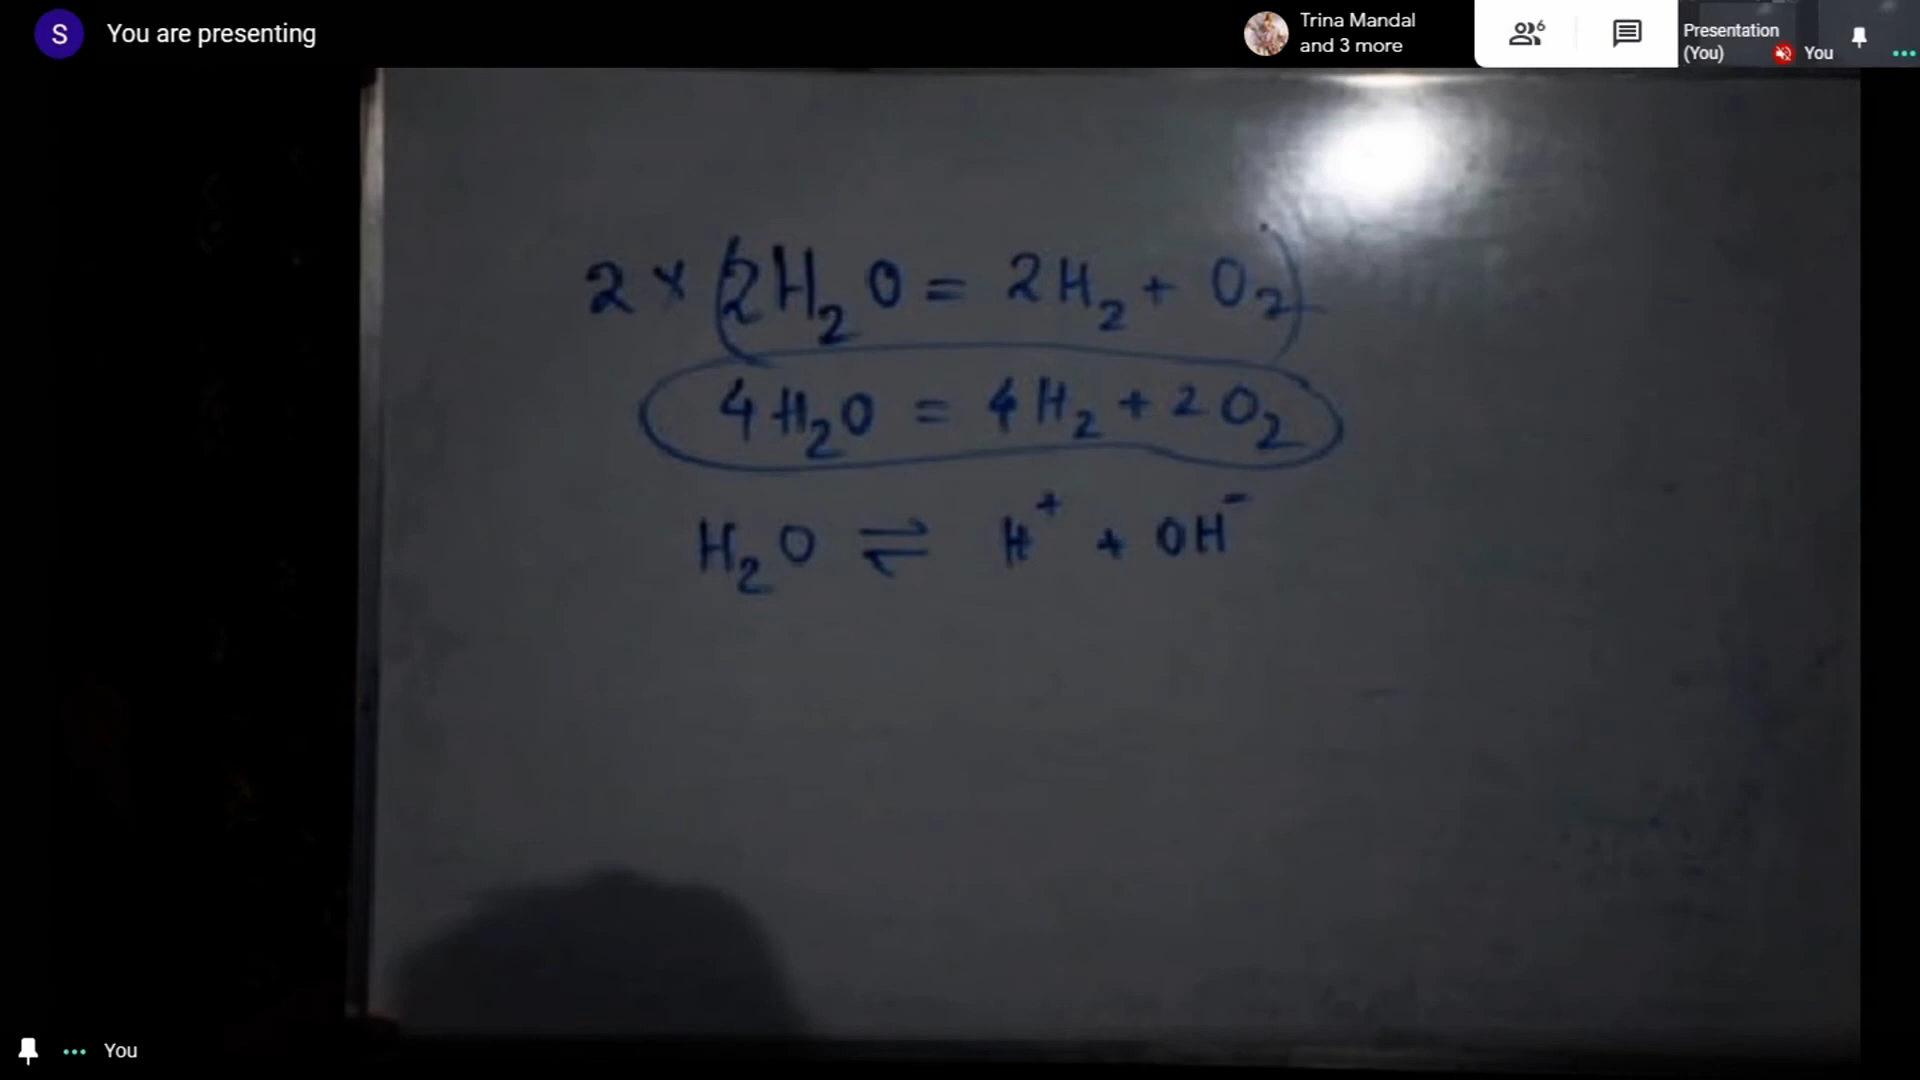 S You are presenting
Trina Mandal
and 3 more
6
Presentation
(You)
You
2 × (2H₂O = 2H₂ + O₂)
4H₂O = 4H₂ + 2O₂
H₂O ⇌ H⁺ + OH⁻
You